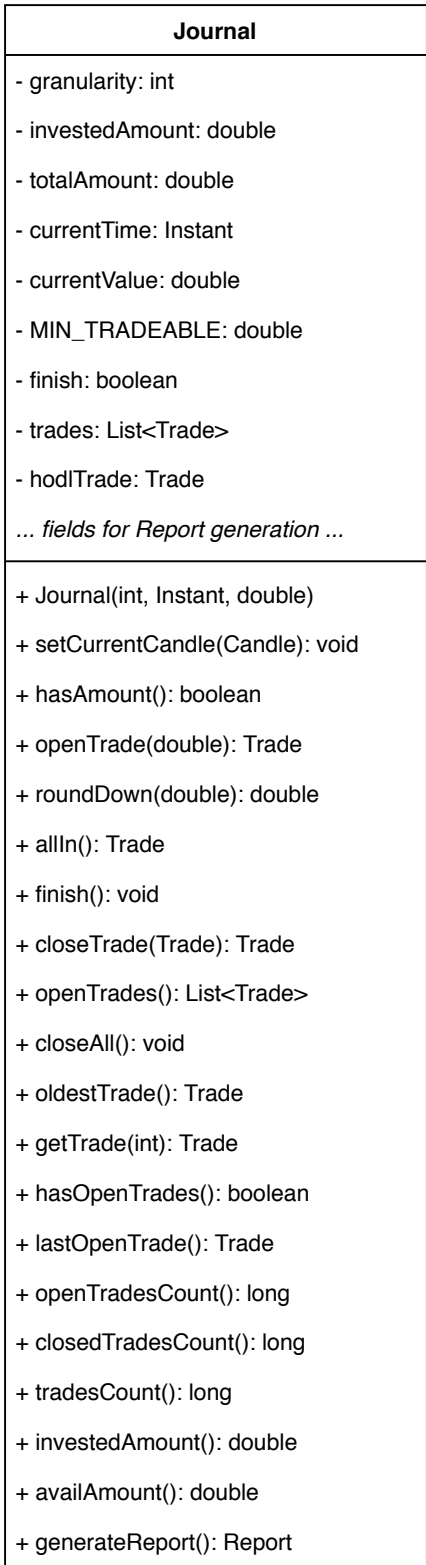 Journal
- granularity: int
- investedAmount: double
- totalAmount: double
- currentTime: Instant
- currentValue: double
- MIN_TRADEABLE: double
- finish: boolean
- trades: List<Trade>
- hodlTrade: Trade
... fields for Report generation ...
+ Journal(int, Instant, double)
+ setCurrentCandle(Candle): void
+ hasAmount(): boolean
+ openTrade(double): Trade
+ roundDown(double): double
+ allIn(): Trade
+ finish(): void
+ closeTrade(Trade): Trade
+ openTrades(): List<Trade>
+ closeAll(): void
+ oldestTrade(): Trade
+ getTrade(int): Trade
+ hasOpenTrades(): boolean
+ lastOpenTrade(): Trade
+ openTradesCount(): long
+ closedTradesCount(): long
+ tradesCount(): long
+ investedAmount(): double
+ availAmount(): double
+ generateReport(): Report